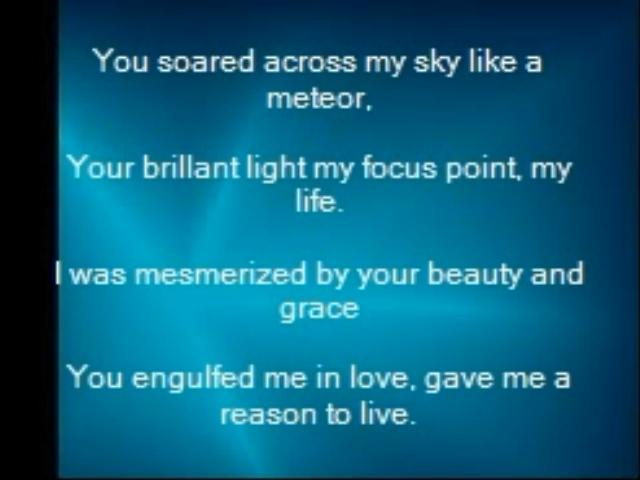 You soared across my sky like a
meteor,
Your brillant light my focus point, my
life.
I was mesmerized by your beauty and
grace
You engulfed me in love, gave me a
reason to live.